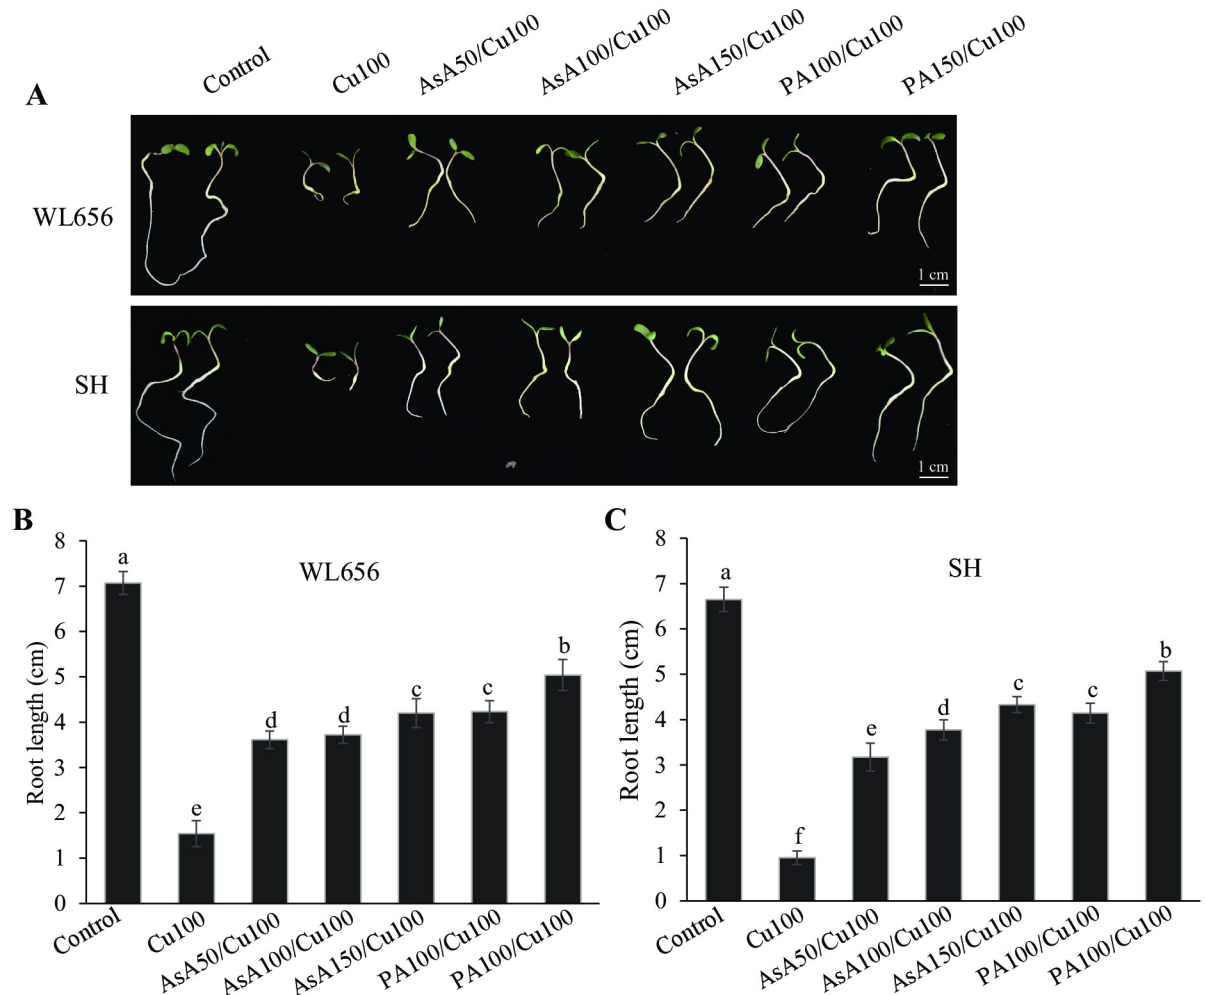 A
Control
Cu100
AsA50/Cu100
AsA100/Cu100
AsA150/Cu100
PA100/Cu100
PA150/Cu100
WL656
1 cm
SH
1 cm
B
WL656
Root length (cm)
8
7
6
5
4
3
2
1
0
a
e
d
d
c
c
b
Control
Cu100
AsA50/Cu100
AsA100/Cu100
AsA150/Cu100
PA100/Cu100
PA100/Cu100
C
SH
Root length (cm)
8
7
6
5
4
3
2
1
0
a
f
e
d
c
c
b
Control
Cu100
AsA50/Cu100
AsA100/Cu100
AsA150/Cu100
PA100/Cu100
PA100/Cu100